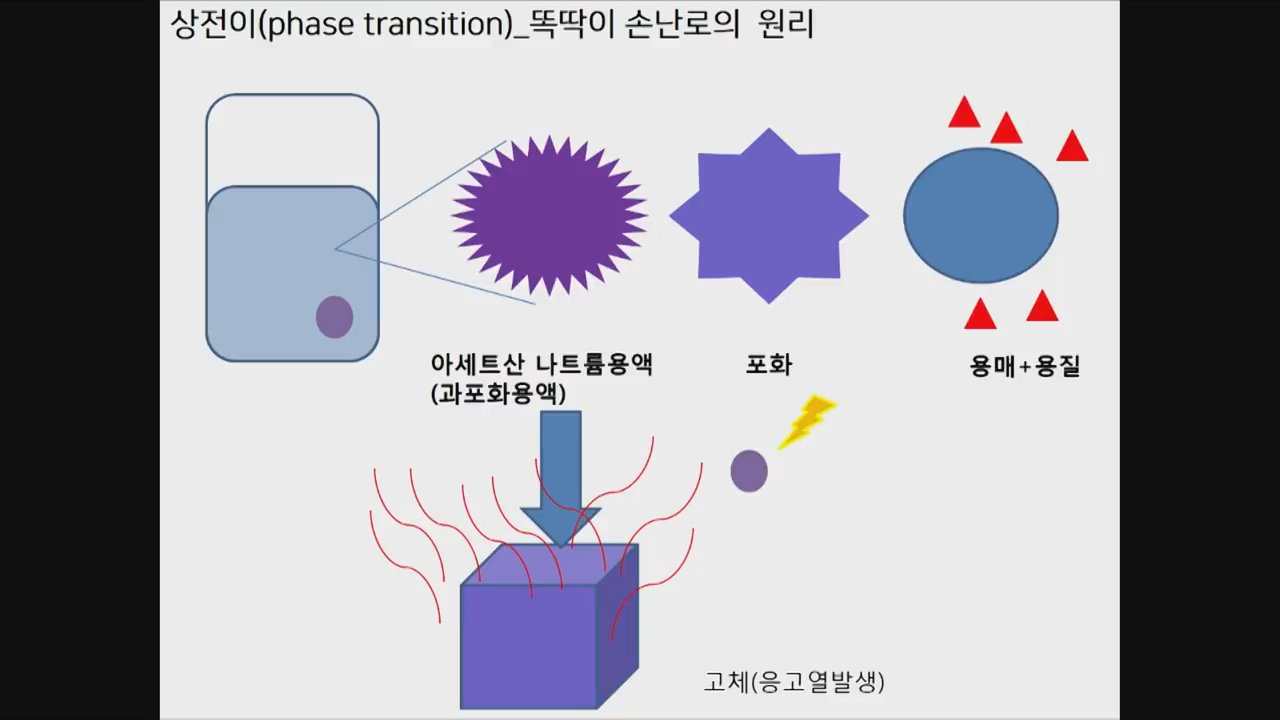 상전이(phase transition)_똑딱이 손난로의 원리
아세트산 나트륨용액
(과포화용액)
포화
용매+용질
고체(응고열발생)